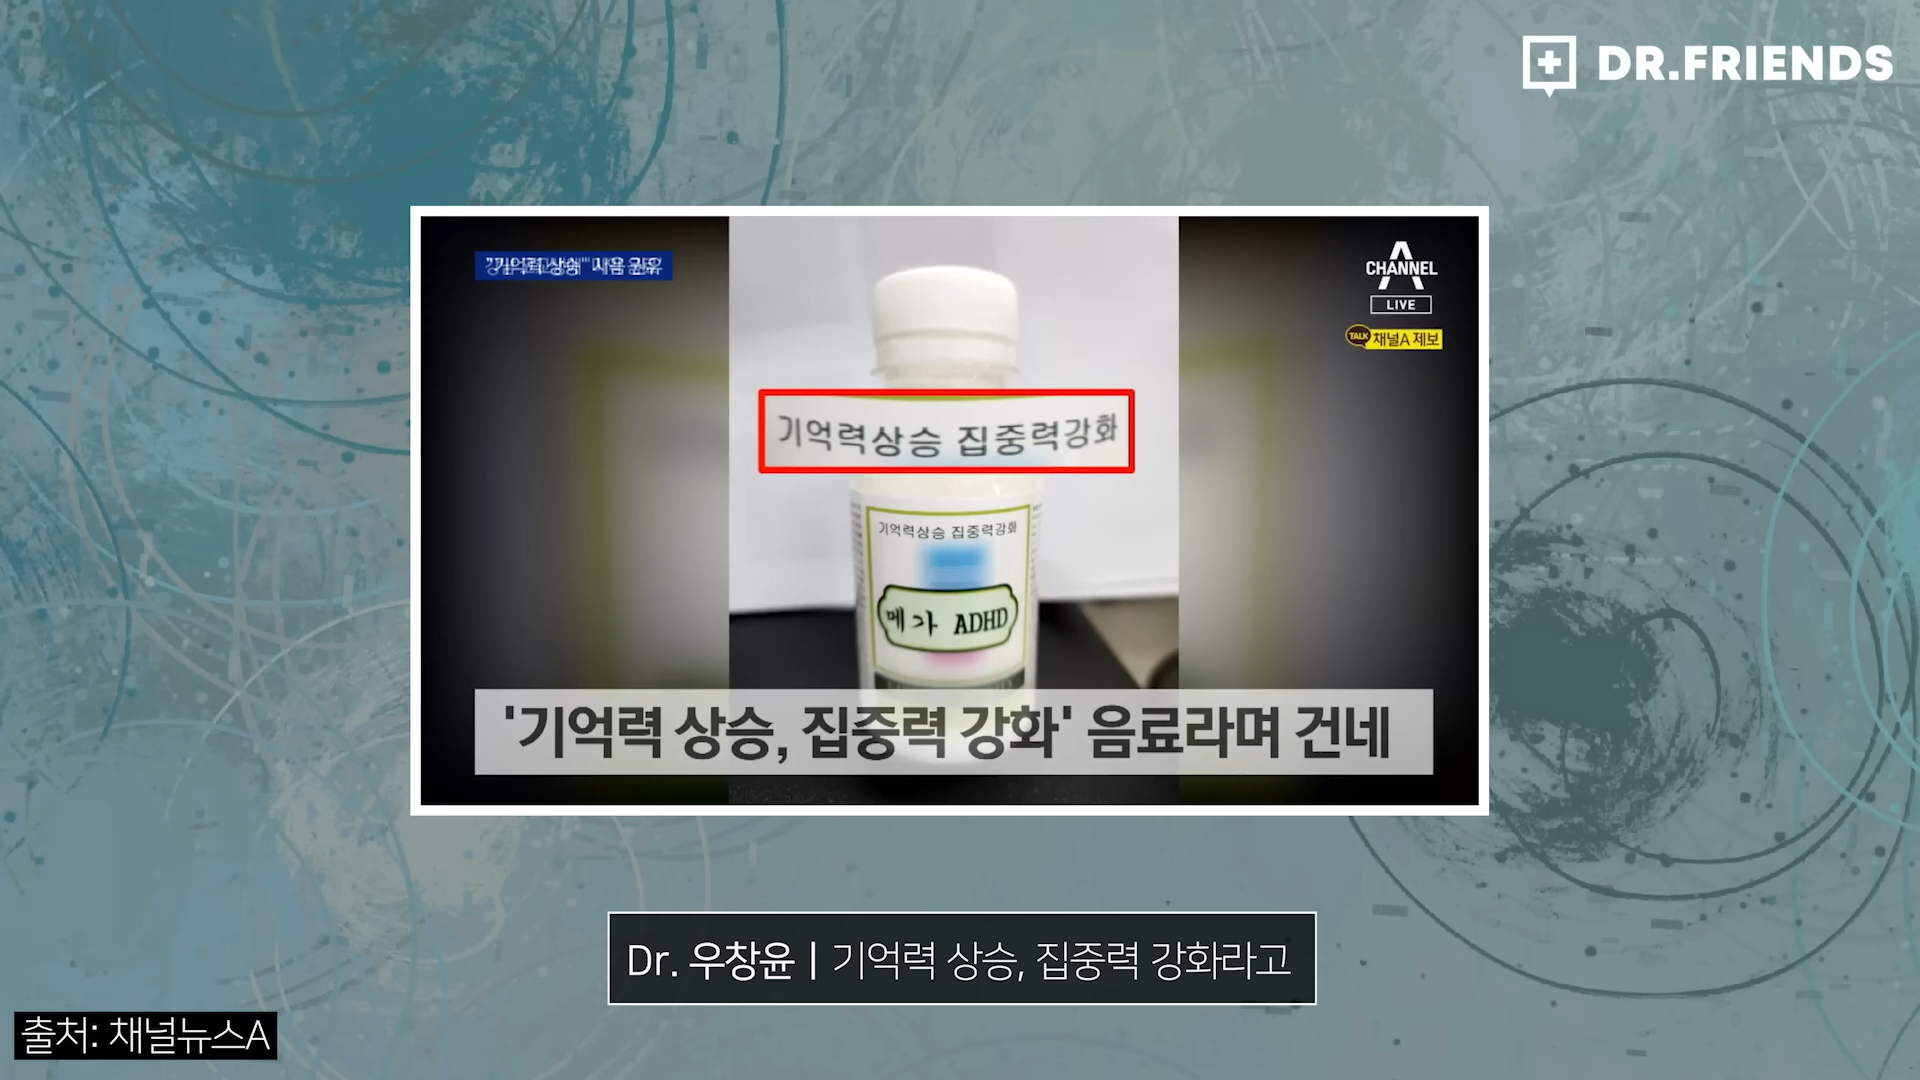 DR.FRIENDS
CHANNEL A
LIVE
TALK 채널A 제보
기억력상승 집중력강화
기억력상승 집중력강화
메가 ADHD
'기억력 상승, 집중력 강화' 음료라며 건네
Dr. 우창윤 | 기억력 상승, 집중력 강화라고
출처: 채널뉴스A